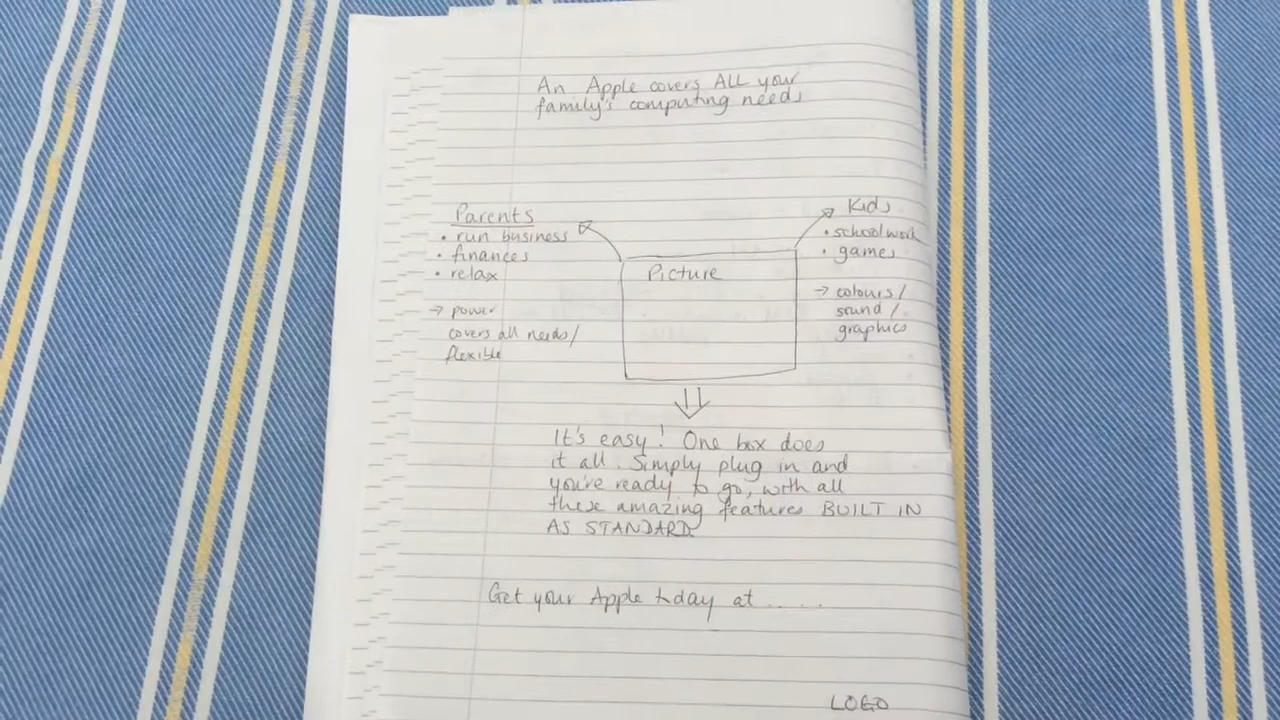 An Apple covers ALL your
family's computing needs
Parents
• run business
• finances
• relax
→ power
covers all needs/
flexible
Picture
Kids
• schoolwork
• games
→ colours/
sound/
graphics
It's easy! One box does
it all. Simply plug in and
you're ready to go, with all
these amazing features BUILT IN
AS STANDARD.
Get your Apple today at .....
LOGO